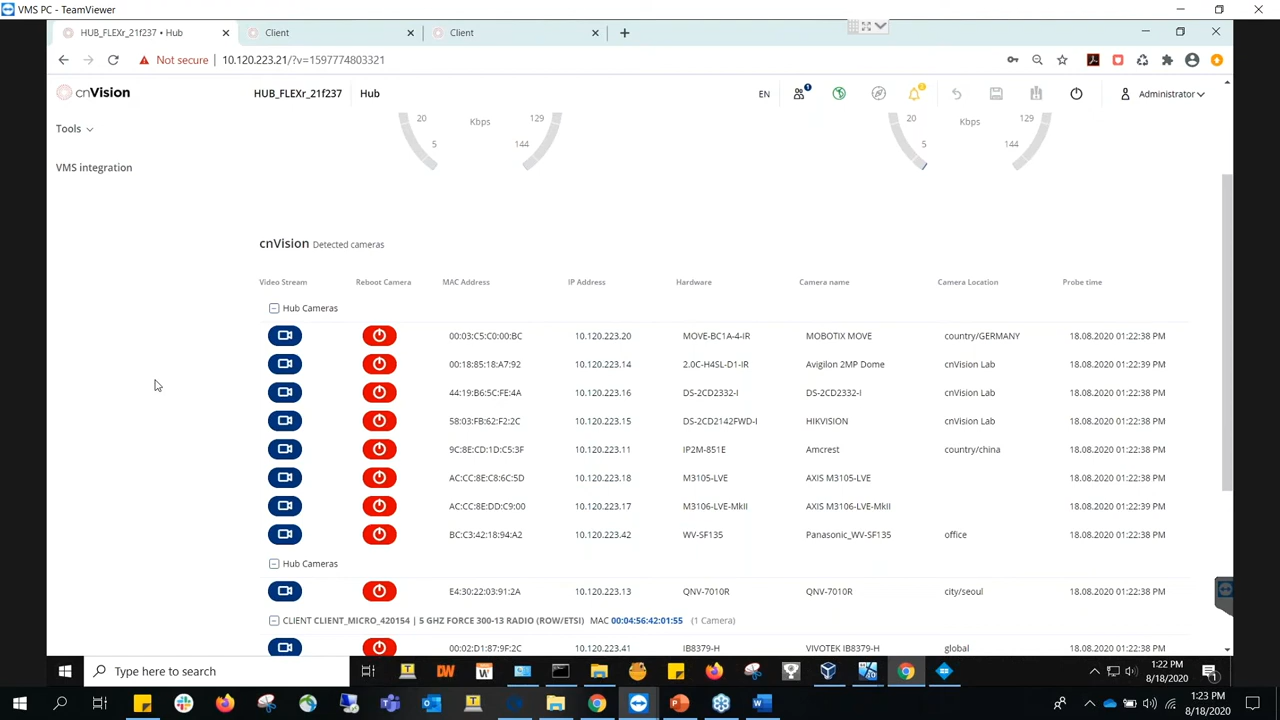 VMS PC - TeamViewer
HUB_FLEXr_21f237 • Hub
Client
Client
Not secure 10.120.223.21/?v=1597774803321
cnVision
HUB_FLEXr_21f237 Hub
EN
1
Administrator
Tools
VMS integration
20 Kbps 129
5 144
20 Kbps 129
5 144
cnVision Detected cameras
Video Stream Reboot Camera MAC Address IP Address Hardware Camera name Camera Location Probe time
Hub Cameras
00:03:C5:C0:00:BC 10.120.223.20 MOVE-BC1A-4-IR MOBOTIX MOVE country/GERMANY 18.08.2020 01:22:38 PM
00:18:85:18:A7:92 10.120.223.14 2.0C-H4SL-D1-IR Avigilon 2MP Dome cnVision Lab 18.08.2020 01:22:39 PM
44:19:B6:5C:FE:4A 10.120.223.16 DS-2CD2332-I DS-2CD2332-I cnVision Lab 18.08.2020 01:22:38 PM
58:03:FB:62:F2:2C 10.120.223.15 DS-2CD2142FWD-I HIKVISION cnVision Lab 18.08.2020 01:22:38 PM
9C:8E:CD:1D:C5:3F 10.120.223.11 IP2M-851E Amcrest country/china 18.08.2020 01:22:38 PM
AC:CC:8E:C8:6C:5D 10.120.223.18 M3105-LVE AXIS M3105-LVE 18.08.2020 01:22:38 PM
AC:CC:8E:DD:C9:00 10.120.223.17 M3106-LVE-MkII AXIS M3106-LVE-MkII 18.08.2020 01:22:39 PM
BC:C3:42:18:94:A2 10.120.223.42 WV-SF135 Panasonic_WV-SF135 office 18.08.2020 01:22:38 PM
Hub Cameras
E4:30:22:03:91:2A 10.120.223.13 QNV-7010R QNV-7010R city/seoul 18.08.2020 01:22:38 PM
CLIENT CLIENT_MICRO_420154 | 5 GHZ FORCE 300-13 RADIO (ROW/ETSI) MAC 00:04:56:42:01:55 (1 Camera)
00:02:D1:87:9F:2C 10.120.223.41 IB8379-H VIVOTEK IB8379-H global 18.08.2020 01:22:38 PM
Type here to search
T
DW
W
1:22 PM
8/18/2020
1
T
1:23 PM
8/18/2020